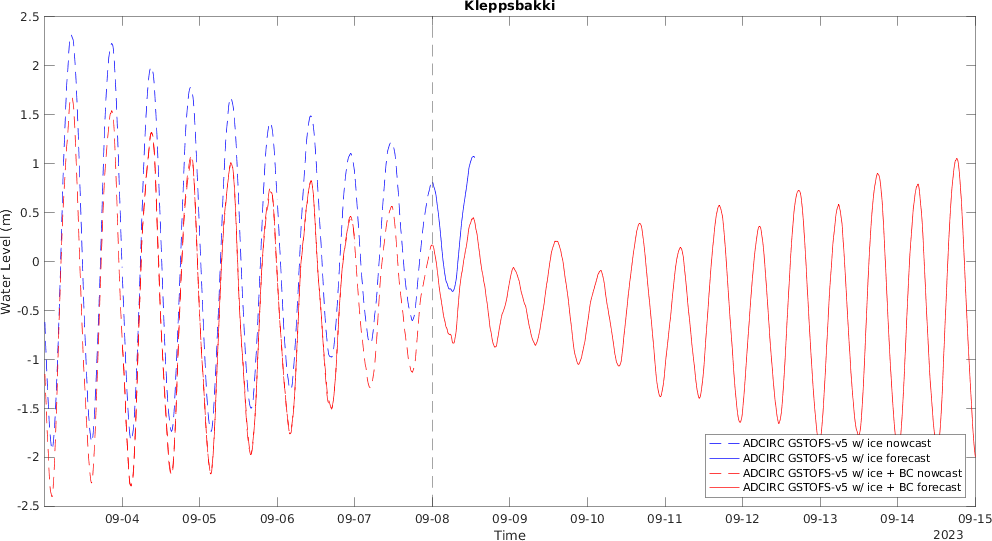 Kleppsbakki
2.5
2
1.5
1
0.5
0
-0.5
-1
-1.5
-2
-2.5
Water Level (m)
09-04 09-05 09-06 09-07 09-08 09-09 09-10 09-11 09-12 09-13 09-14 09-15
2023
Time
ADCIRC GSTOFS-v5 w/ ice nowcast
ADCIRC GSTOFS-v5 w/ ice forecast
ADCIRC GSTOFS-v5 w/ ice + BC nowcast
ADCIRC GSTOFS-v5 w/ ice + BC forecast